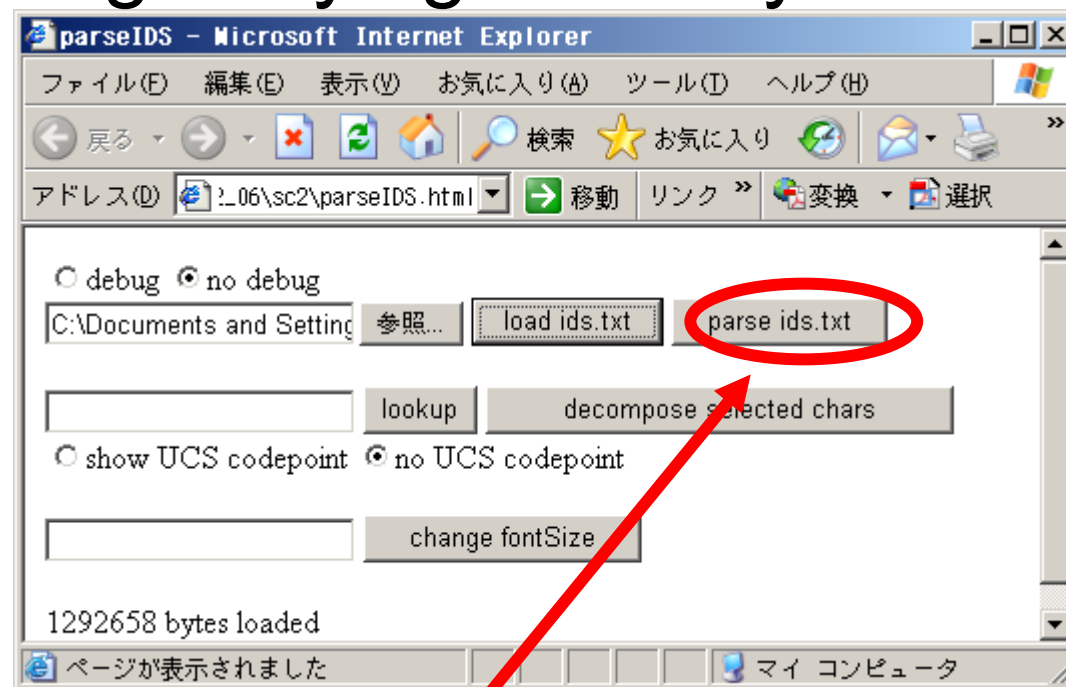 parseIDS - Microsoft Internet Explorer
ファイル(F) 編集(E) 表示(V) お気に入り(A) ツール(T) ヘルプ(H)
戻る 検索 お気に入り »
アドレス(D) 2_06\sc2\parseIDS.html 移動 リンク » 変換 選択
debug no debug
C:\Documents and Setting 参照... load ids.txt parse ids.txt
lookup decompose selected chars
show UCS codepoint no UCS codepoint
change fontSize
1292658 bytes loaded
ページが表示されました マイ コンピュータ